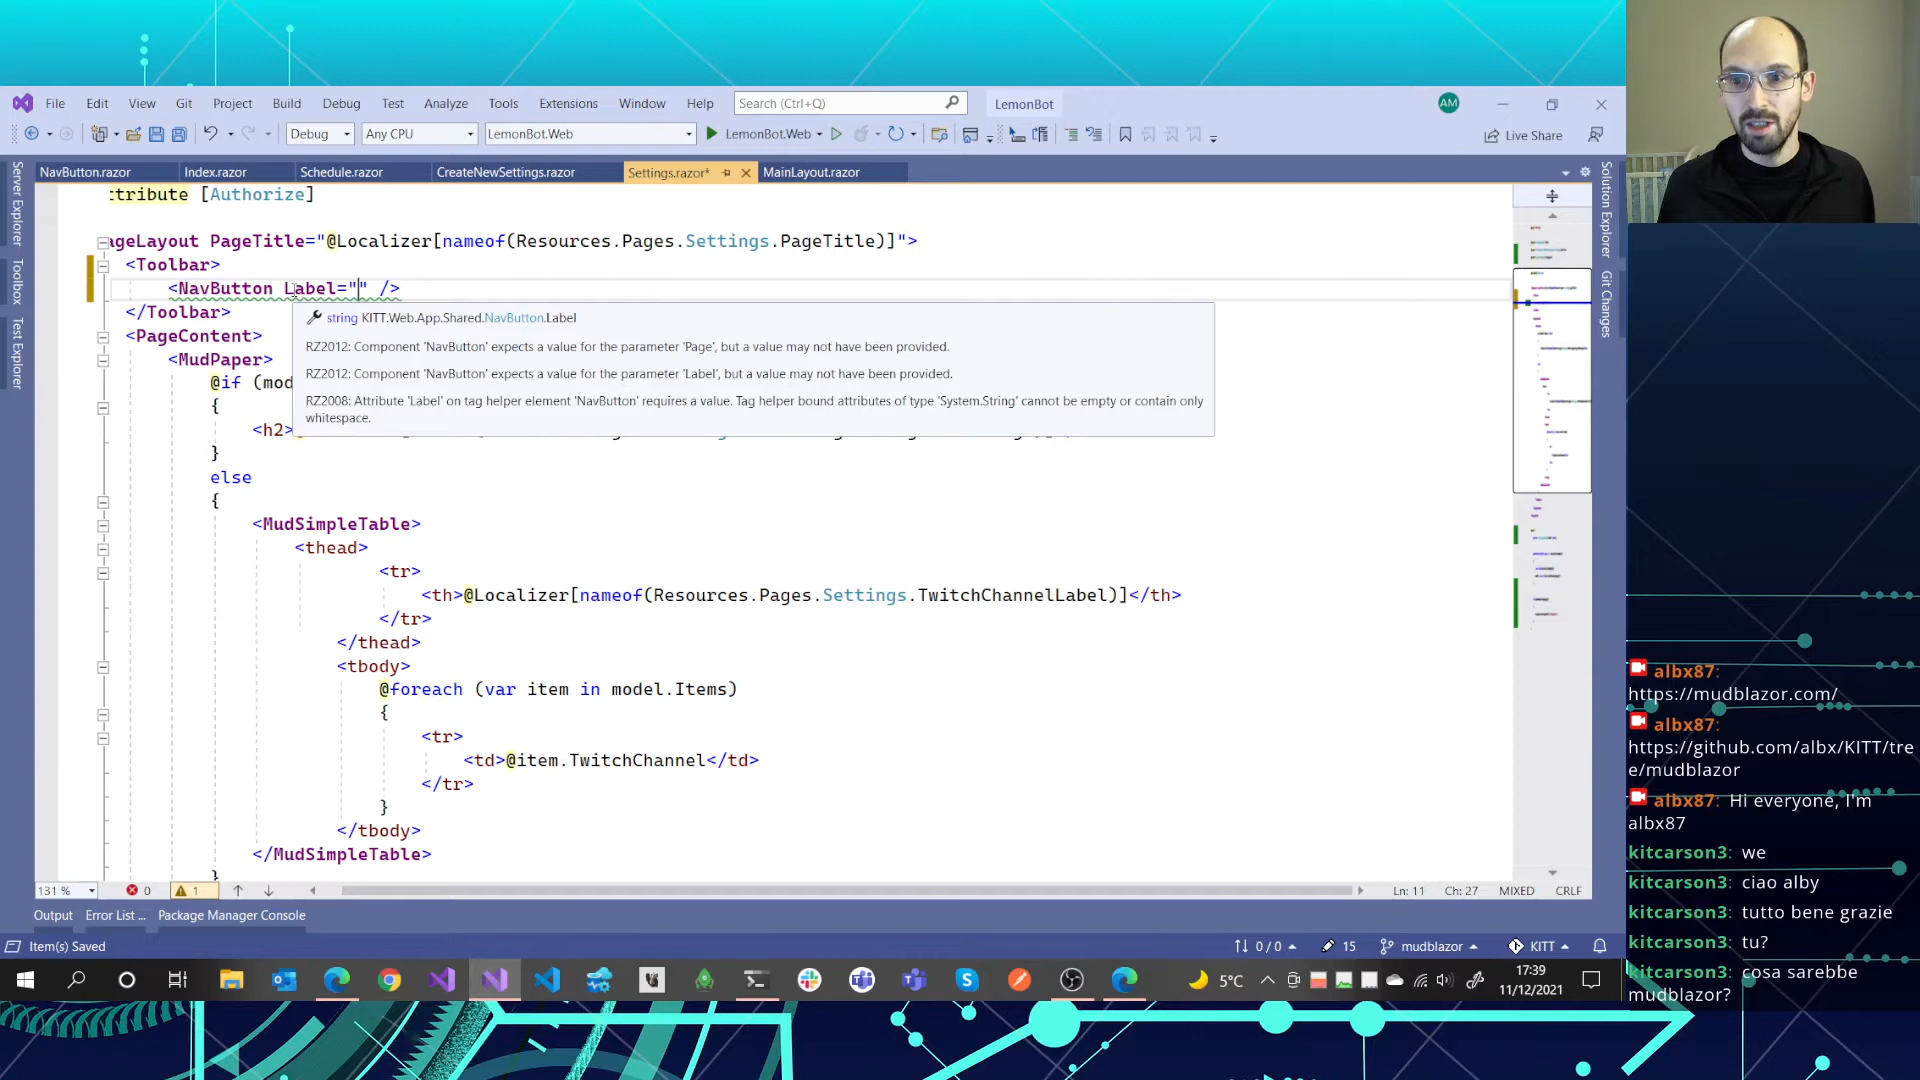 File Edit View Git Project Build Debug Test Analyze Tools Extensions Window Help Search (Ctrl+Q) LemonBot AM
Debug Any CPU LemonBot.Web LemonBot.Web Live Share
NavButton.razor Index.razor Schedule.razor CreateNewSettings.razor Settings.razor* MainLayout.razor
Server Explorer
Toolbox
Test Explorer
Solution Explorer
Git Changes
ttribute [Authorize]
ageLayout PageTitle="@Localizer[nameof(Resources.Pages.Settings.PageTitle)]">
<Toolbar>
<NavButton Label="" />
</Toolbar>
<PageContent>
<MudPaper>
@if (mod
{
<h2>
}
else
{
<MudSimpleTable>
<thead>
<tr>
<th>@Localizer[nameof(Resources.Pages.Settings.TwitchChannelLabel)]</th>
</tr>
</thead>
<tbody>
@foreach (var item in model.Items)
{
<tr>
<td>@item.TwitchChannel</td>
</tr>
}
</tbody>
</MudSimpleTable>
string KITT.Web.App.Shared.NavButton.Label
RZ2012: Component 'NavButton' expects a value for the parameter 'Page', but a value may not have been provided.
RZ2012: Component 'NavButton' expects a value for the parameter 'Label', but a value may not have been provided.
RZ2008: Attribute 'Label' on tag helper element 'NavButton' requires a value. Tag helper bound attributes of type 'System.String' cannot be empty or contain only
whitespace.
131 % 0 1 Ln: 11 Ch: 27 MIXED CRLF
Output Error List ... Package Manager Console
Item(s) Saved 0 / 0 15 mudblazor KITT
5°C 17:39
11/12/2021
albx87:
https://mudblazor.com/
albx87:
https://github.com/albx/KITT/tre
e/mudblazor
albx87: Hi everyone, I'm
albx87
kitcarson3: we
kitcarson3: ciao alby
kitcarson3: tutto bene grazie
kitcarson3: tu?
kitcarson3: cosa sarebbe
mudblazor?